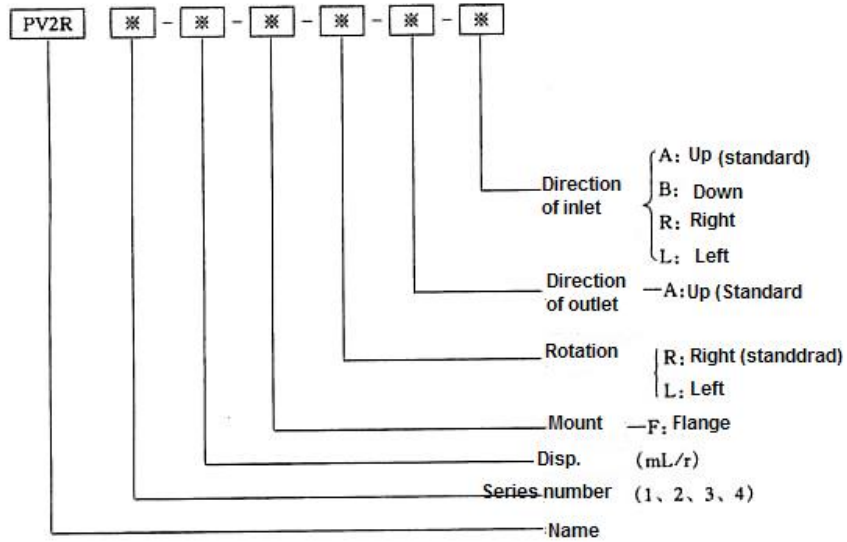 PV2R ※ - ※ - ※ - ※ - ※ - ※
A: Up (standard)
Direction of inlet
B: Down
R: Right
L: Left
Direction of outlet
—A:Up (Standard
Rotation
R: Right (standdrad)
L: Left
Mount —F: Flange
Disp. (mL/r)
Series number (1、2、3、4)
Name